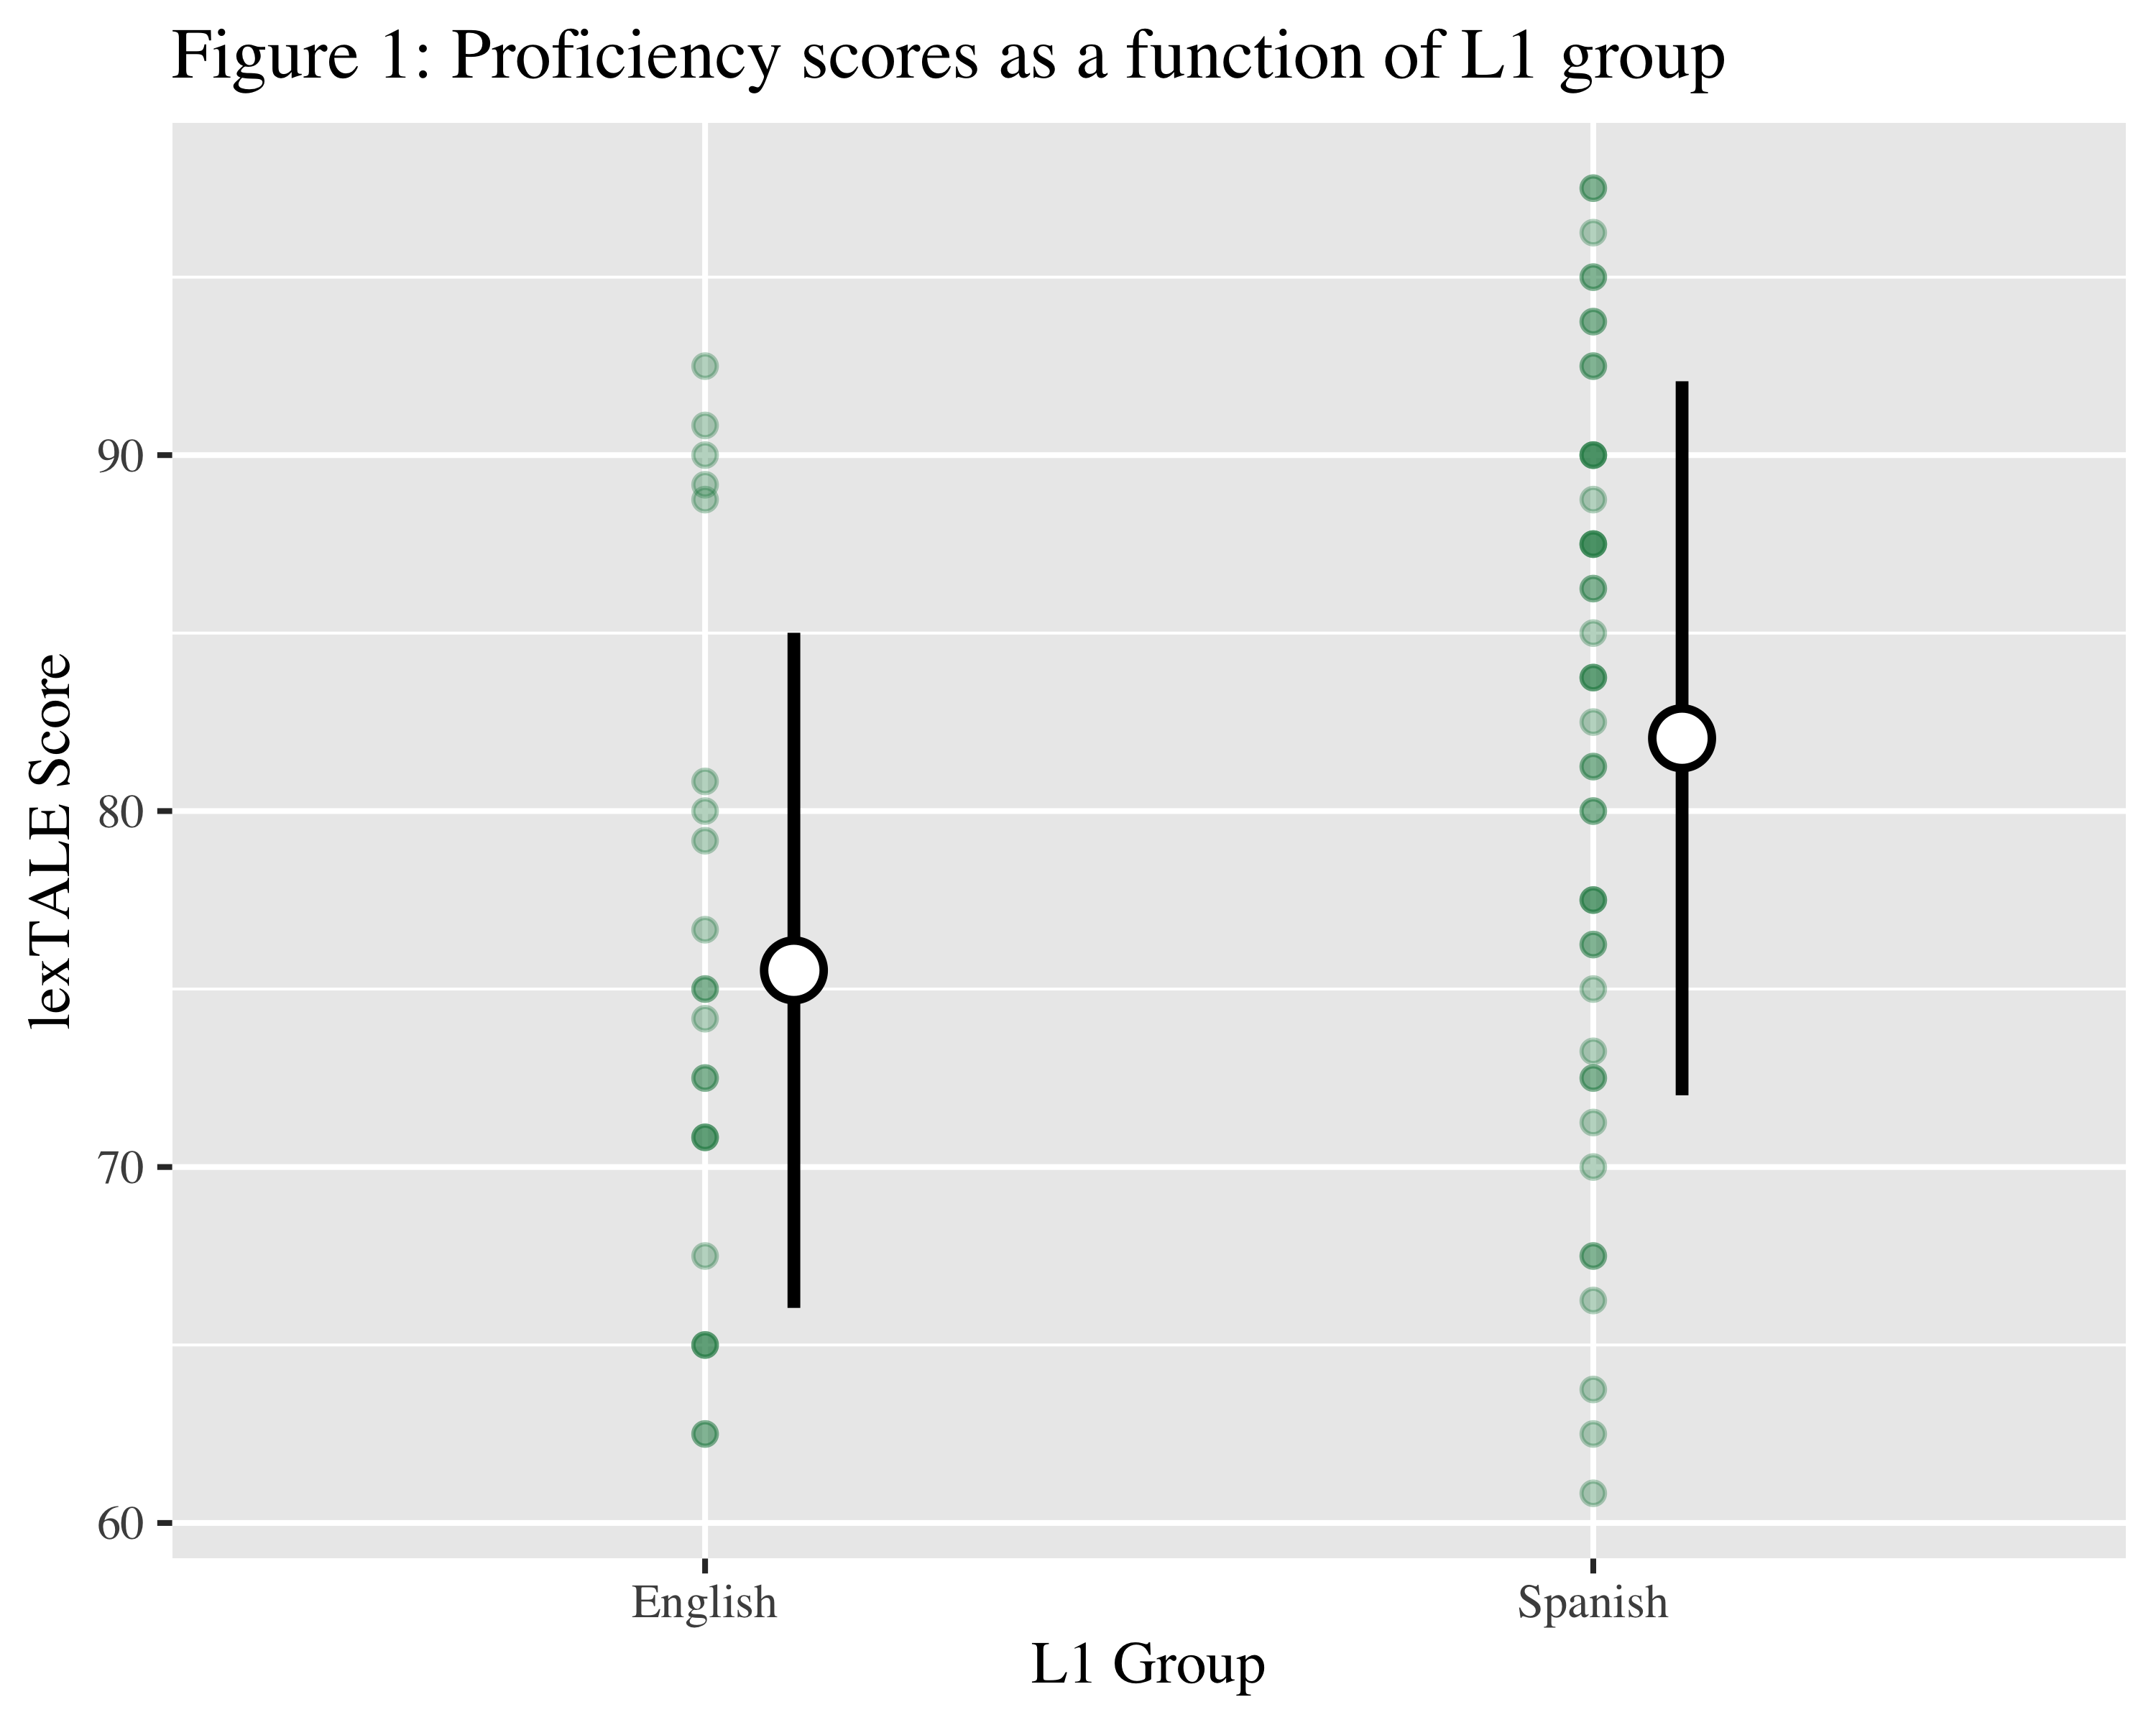 Figure 1: Proficiency scores as a function of L1 group
lexTALE Score
90
80
70
60
English Spanish
L1 Group